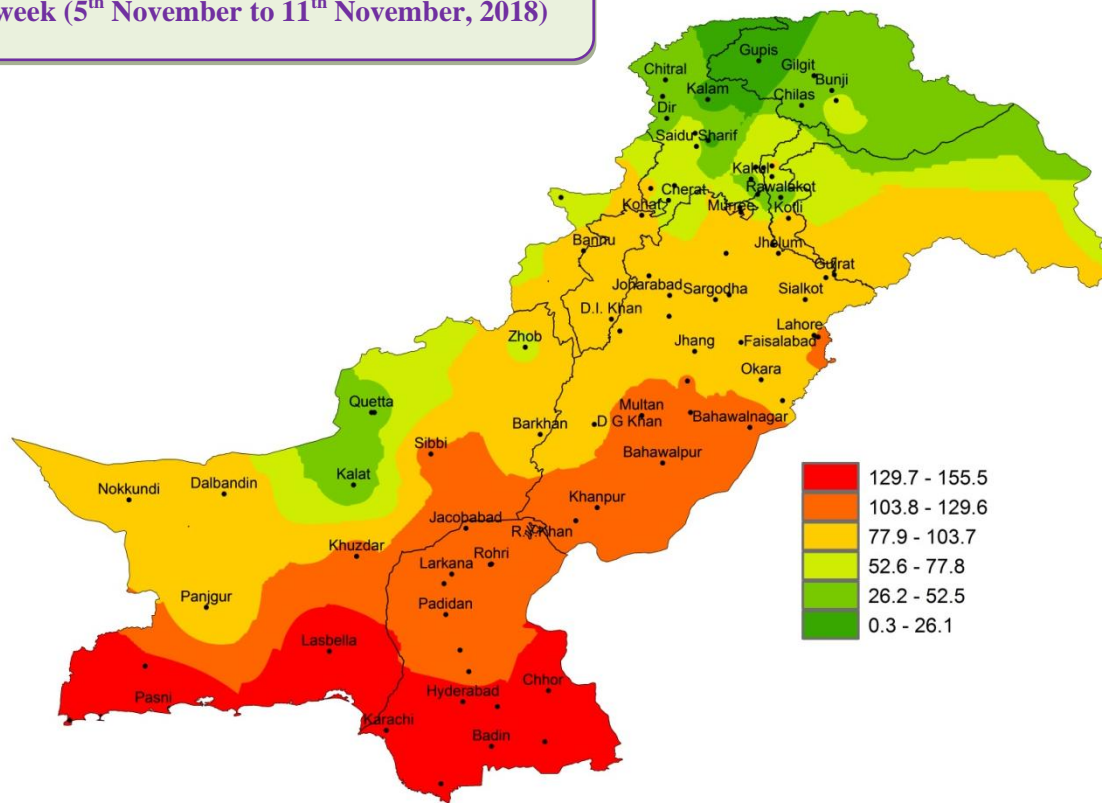 week (5th November to 11th November, 2018)
Gupis
Gilgit
Chitral
Bunji
Kalam
Chilas
Dir
Saidu Sharif
Kakul
Cherat
Rawalakot
Kohat
Murree
Kotli
Bannu
Jhelum
Gujrat
Joharabad
Sargodha
Sialkot
D.I. Khan
Lahore
Zhob
Jhang
Faisalabad
Okara
Quetta
Multan
Barkhan
D G Khan
Bahawalnagar
Sibbi
Bahawalpur
Kalat
Nokkundi
Dalbandin
Khanpur
Jacobabad
R.Y.Khan
Khuzdar
Rohri
Larkana
Panjgur
Padidan
Lasbella
Chhor
Pasni
Hyderabad
Karachi
Badin
129.7 - 155.5
103.8 - 129.6
77.9 - 103.7
52.6 - 77.8
26.2 - 52.5
0.3 - 26.1